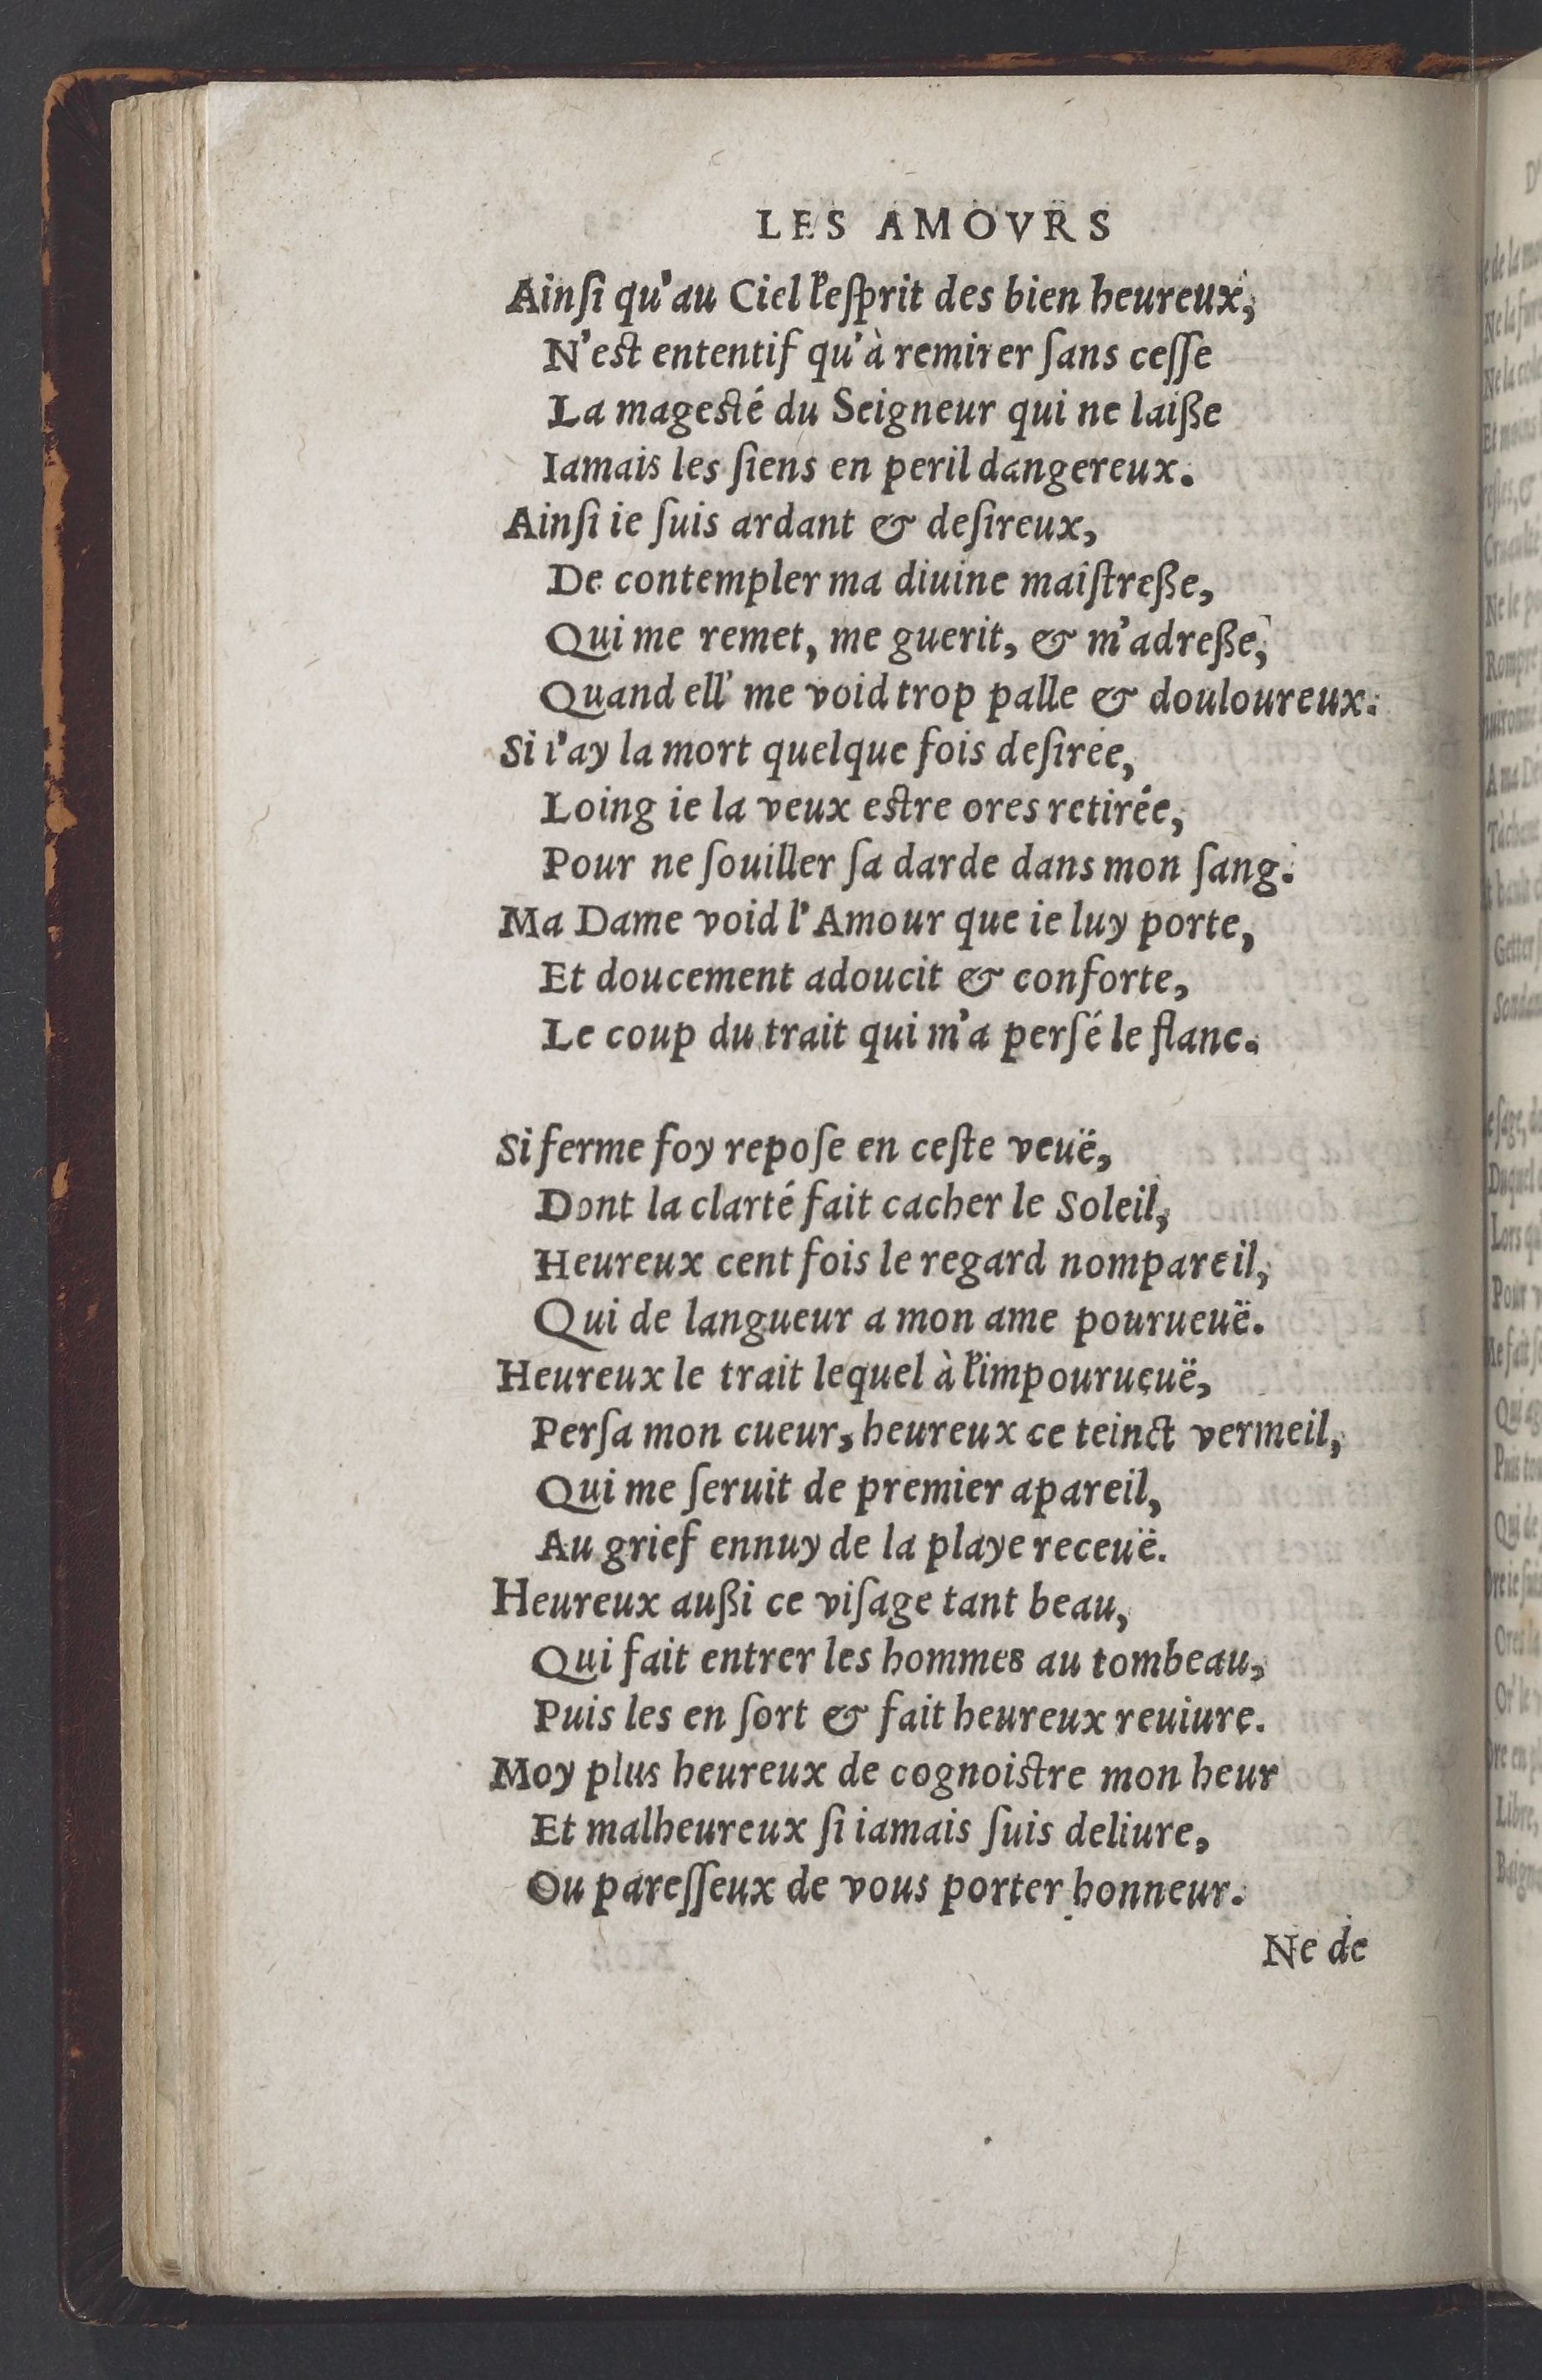 LES AMOVRS
Ainſi qu'au Ciel l'eſprit des bien heureux,
N'est ententif qu'à remirer ſans ceſſe
La magesté du Seigneur qui ne laiße
Iamais les ſiens en peril dangereux.
Ainſi ie ſuis ardant & deſireux,
De contempler ma diuine maiſtreße,
Qui me remet, me guerit, & m'adreße,
Quand ell' me void trop palle & douloureux.
Si i'ay la mort quelque fois deſirée,
Loing ie la veux estre ores retirée,
Pour ne ſouiller ſa darde dans mon ſang.
Ma Dame void l'Amour que ie luy porte,
Et doucement adoucit & conforte,
Le coup du trait qui m'a perſé le flanc.
Si ferme foy repoſe en ceſte veuë,
Dont la clarté fait cacher le Soleil,
Heureux cent fois le regard nompareil,
Qui de langueur a mon ame pourueuë.
Heureux le trait lequel à l'impourueuë,
Perſa mon cueur, heureux ce teinct vermeil,
Qui me ſeruit de premier apareil,
Au grief ennuy de la playe receuë.
Heureux außi ce viſage tant beau,
Qui fait entrer les hommes au tombeau,
Puis les en ſort & fait heureux reuiure.
Moy plus heureux de cognoistre mon heur
Et malheureux ſi iamais ſuis deliure,
Ou pareſſeux de vous porter honneur.
Ne de